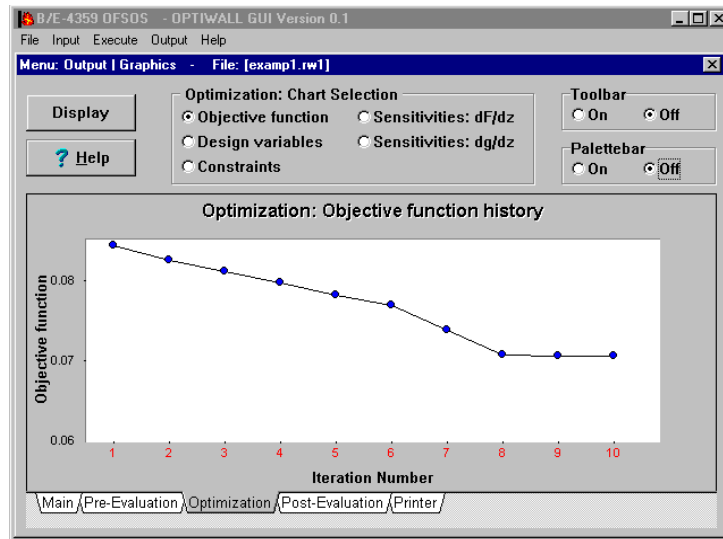 B/E-4359 OFSOS - OPTIWALL GUI Version 0.1
File Input Execute Output Help
Menu: Output | Graphics - File: [examp1.rw1]
Display
? Help
Optimization: Chart Selection
Objective function
Sensitivities: dF/dz
Design variables
Sensitivities: dg/dz
Constraints
Toolbar
On Off
Palettebar
On Off
Optimization: Objective function history
Objective function
0.08
0.07
0.06
1 2 3 4 5 6 7 8 9 10
Iteration Number
Main Pre-Evaluation Optimization Post-Evaluation Printer